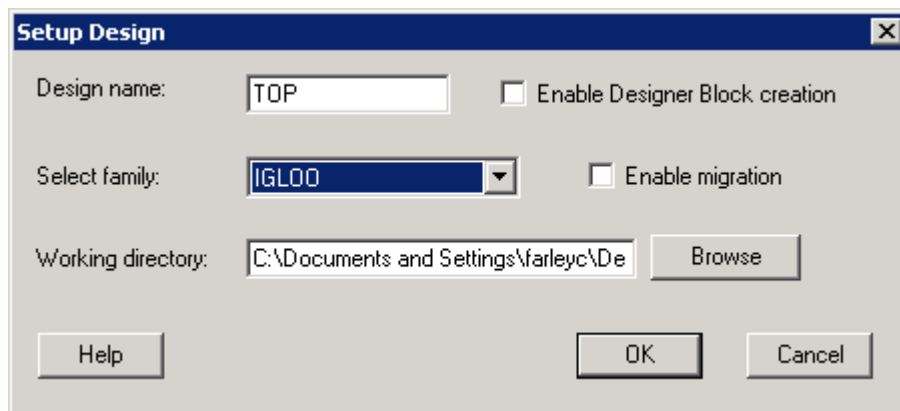 Setup Design
Design name: TOP Enable Designer Block creation
Select family: IGLOO Enable migration
Working directory: C:\Documents and Settings\farleyc\De Browse
Help OK Cancel